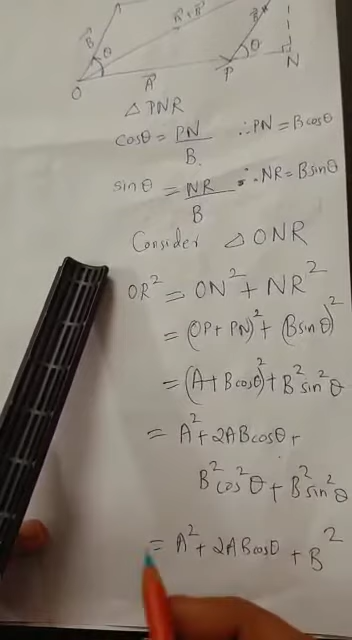 A⃗+B⃗
B⃗
B⃗
θ
θ
O
A⃗
P
N
△ PNR
cosθ = PN/B ∴PN = Bcosθ
sinθ = NR/B ∴NR = Bsinθ
Consider △ ONR
OR² = ON² + NR²
= (OP + PN)² + (Bsinθ)²
= (A + Bcosθ)² + B²sin²θ
= A² + 2ABcosθ +
B²cos²θ + B²sin²θ
= A² + 2ABcosθ + B²